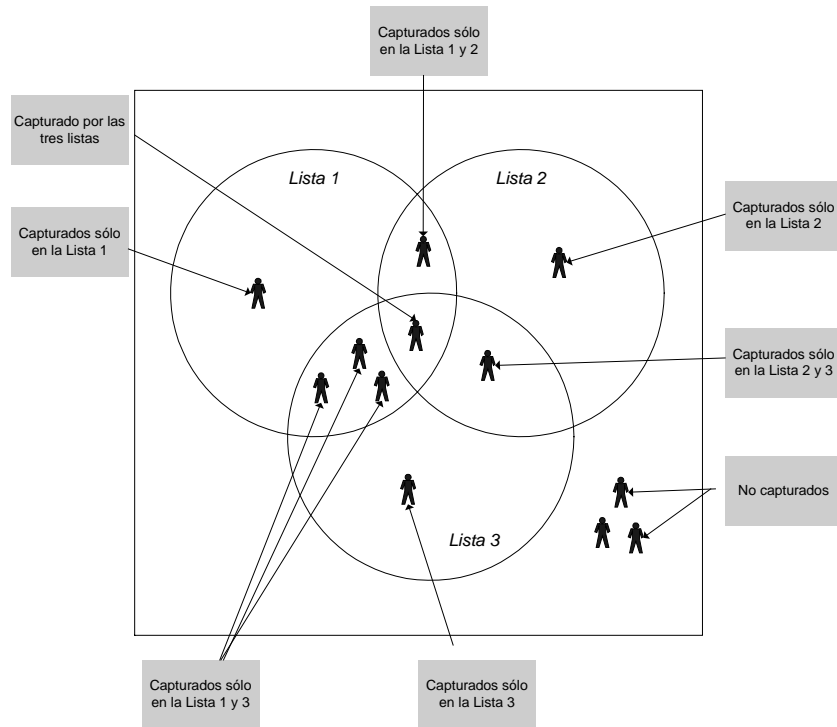 Capturados sólo
en la Lista 1 y 2
Capturado por las
tres listas
Lista 1
Lista 2
Capturados sólo
en la Lista 2
Capturados sólo
en la Lista 1
Capturados sólo
en la Lista 2 y 3
No capturados
Lista 3
Capturados sólo
en la Lista 1 y 3
Capturados sólo
en la Lista 3